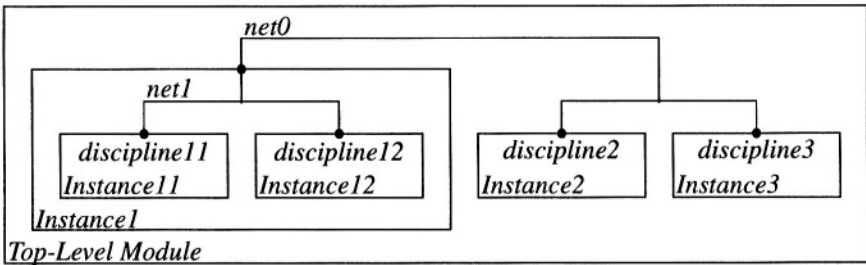 net0
net1
discipline11
discipline12
discipline2
discipline3
Instance11
Instance12
Instance2
Instance3
Instance1
Top-Level Module